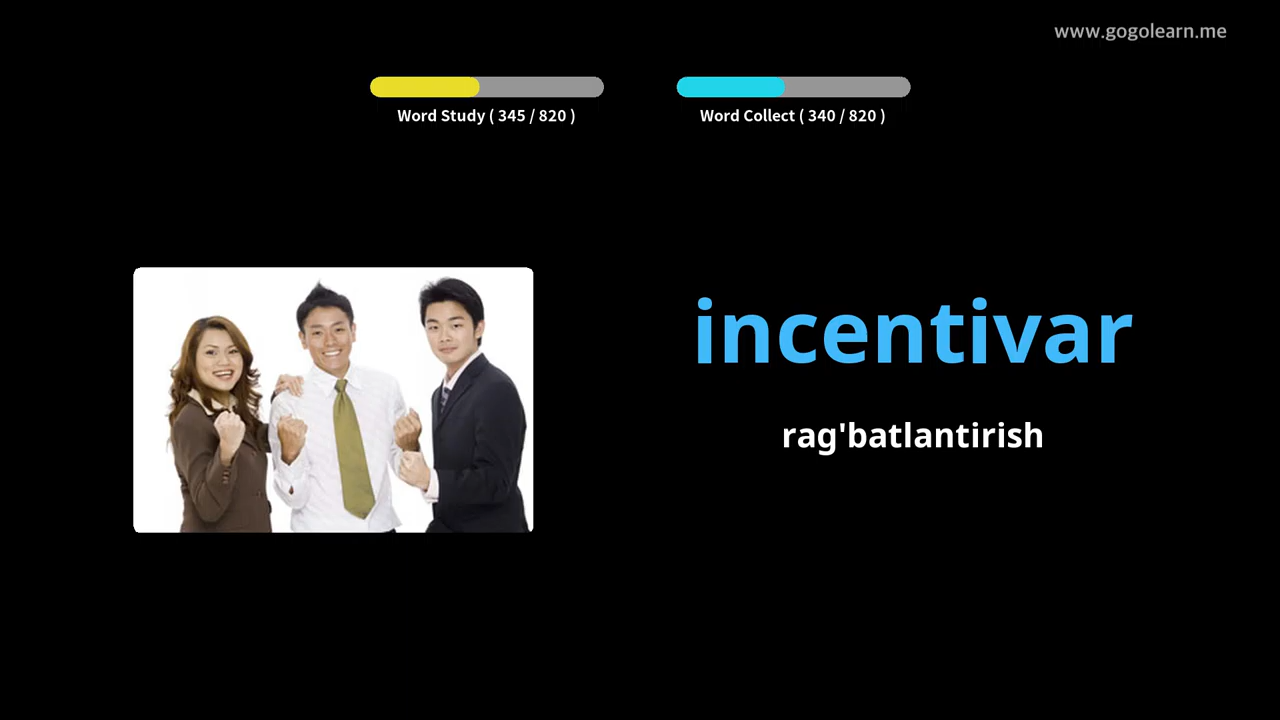 www.gogolearn.me
Word Study ( 345 / 820 )
Word Collect ( 340 / 820 )
incentivar
rag'batlantirish